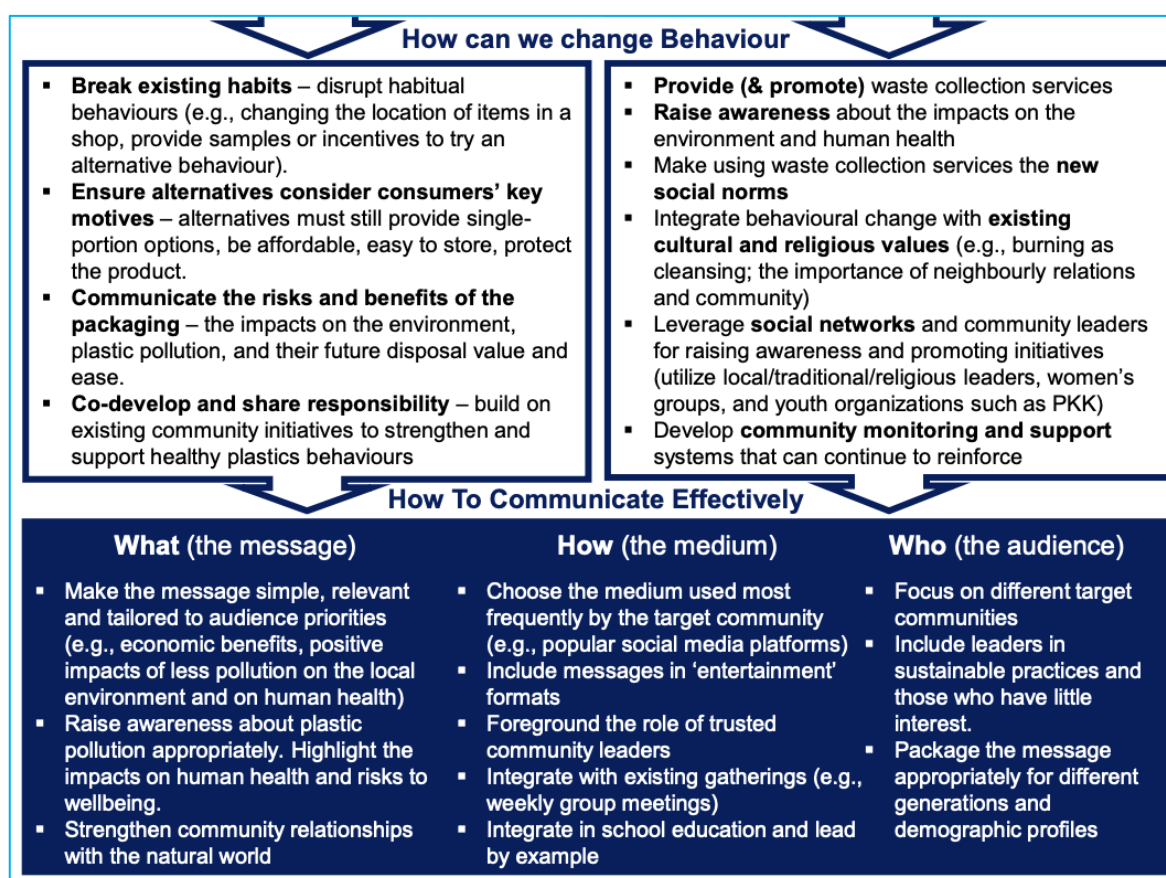 How can we change Behaviour
▪ Break existing habits – disrupt habitual
behaviours (e.g., changing the location of items in a
shop, provide samples or incentives to try an
alternative behaviour).
▪ Ensure alternatives consider consumers' key
motives – alternatives must still provide single-
portion options, be affordable, easy to store, protect
the product.
▪ Communicate the risks and benefits of the
packaging – the impacts on the environment,
plastic pollution, and their future disposal value and
ease.
▪ Co-develop and share responsibility – build on
existing community initiatives to strengthen and
support healthy plastics behaviours
▪ Provide (& promote) waste collection services
▪ Raise awareness about the impacts on the
environment and human health
▪ Make using waste collection services the new
social norms
▪ Integrate behavioural change with existing
cultural and religious values (e.g., burning as
cleansing; the importance of neighbourly relations
and community)
▪ Leverage social networks and community leaders
for raising awareness and promoting initiatives
(utilize local/traditional/religious leaders, women's
groups, and youth organizations such as PKK)
▪ Develop community monitoring and support
systems that can continue to reinforce
How To Communicate Effectively
What (the message)
▪ Make the message simple, relevant
and tailored to audience priorities
(e.g., economic benefits, positive
impacts of less pollution on the local
environment and on human health)
▪ Raise awareness about plastic
pollution appropriately. Highlight the
impacts on human health and risks to
wellbeing.
▪ Strengthen community relationships
with the natural world
How (the medium)
▪ Choose the medium used most
frequently by the target community
(e.g., popular social media platforms)
▪ Include messages in 'entertainment'
formats
▪ Foreground the role of trusted
community leaders
▪ Integrate with existing gatherings (e.g.,
weekly group meetings)
▪ Integrate in school education and lead
by example
Who (the audience)
▪ Focus on different target
communities
▪ Include leaders in
sustainable practices and
those who have little
interest.
▪ Package the message
appropriately for different
generations and
demographic profiles